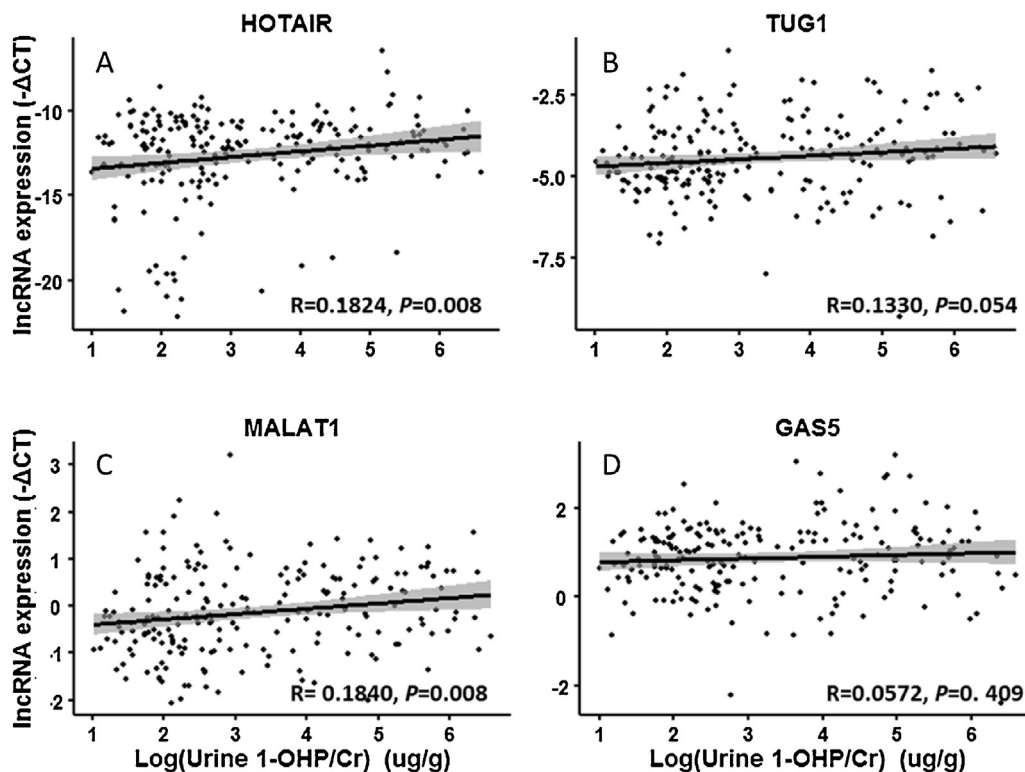 HOTAIR
TUG1
A
B
lncRNA expression (-ΔCT)
-10
-15
-20
-2.5
-5.0
-7.5
R=0.1824, P=0.008
R=0.1330, P=0.054
1 2 3 4 5 6
1 2 3 4 5 6
MALAT1
GAS5
C
D
lncRNA expression (-ΔCT)
3
2
1
0
-1
-2
2
0
-2
R= 0.1840, P=0.008
R=0.0572, P=0. 409
1 2 3 4 5 6
1 2 3 4 5 6
Log(Urine 1-OHP/Cr) (ug/g)
Log(Urine 1-OHP/Cr) (ug/g)